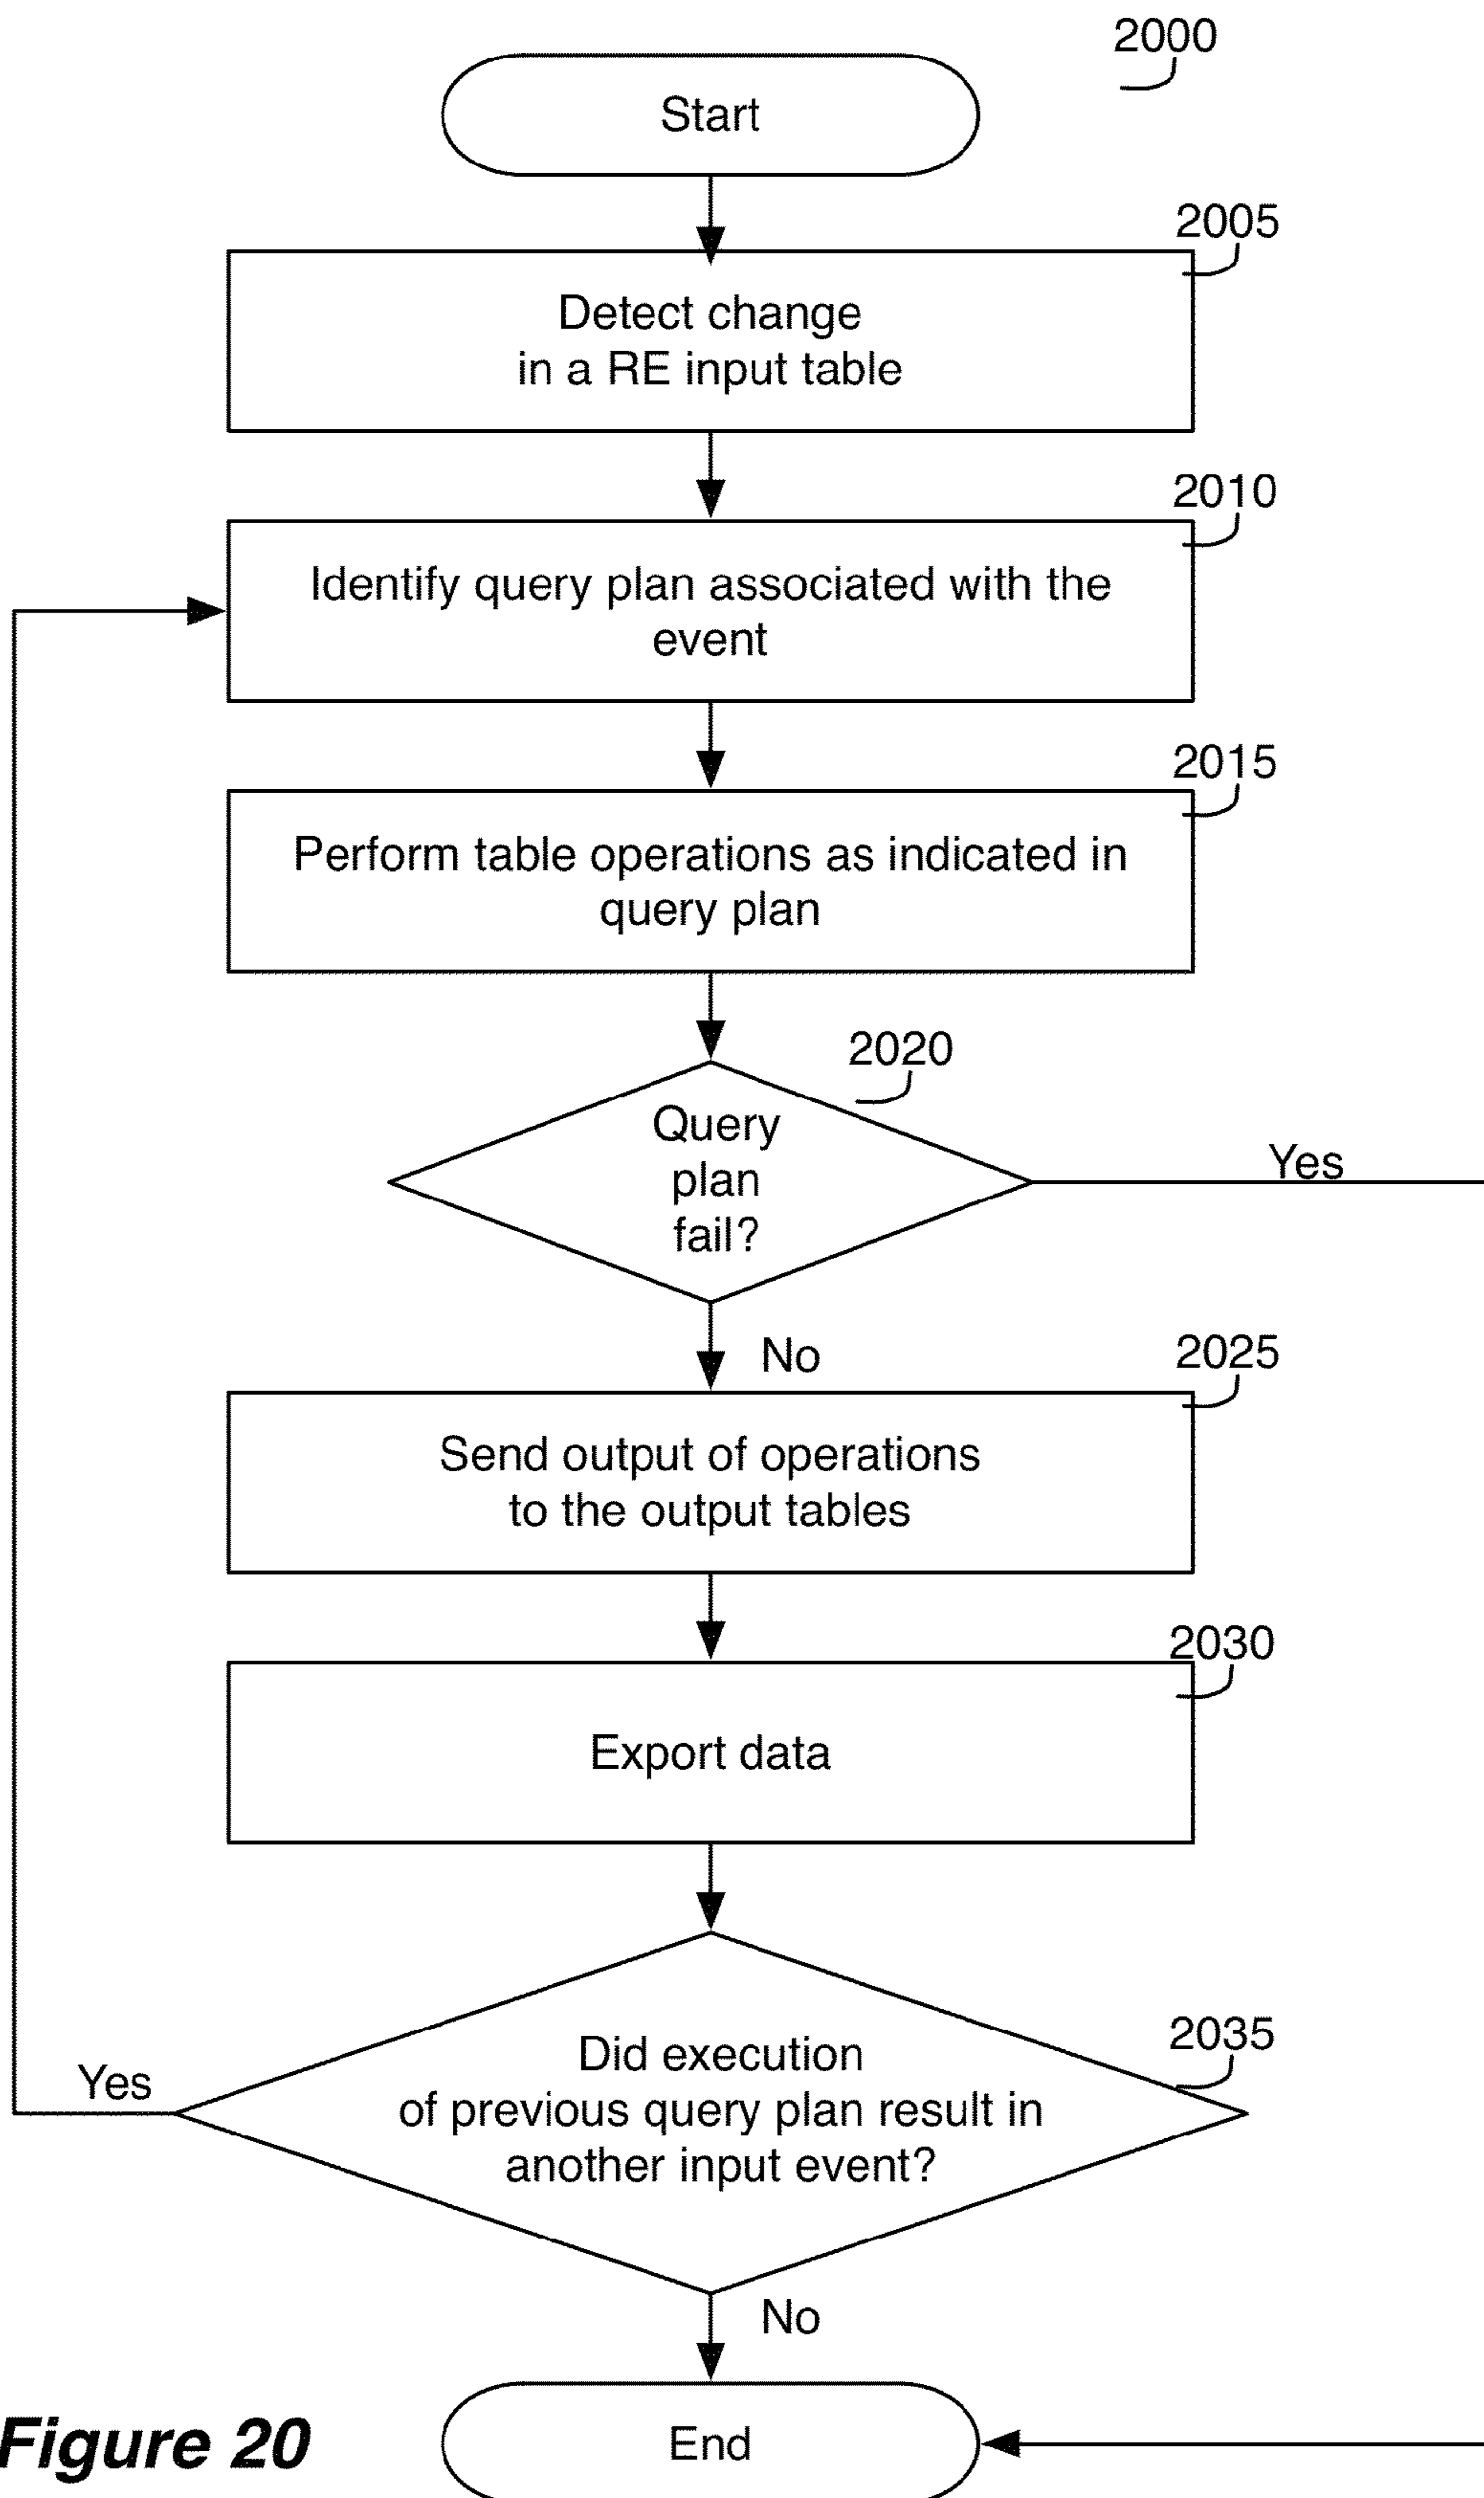 2000
Start
2005
Detect change
in a RE input table
2010
Identify query plan associated with the
event
2015
Perform table operations as indicated in
query plan
2020
Query
plan
fail?
Yes
No
2025
Send output of operations
to the output tables
2030
Export data
2035
Did execution
of previous query plan result in
another input event?
Yes
No
End
Figure 20